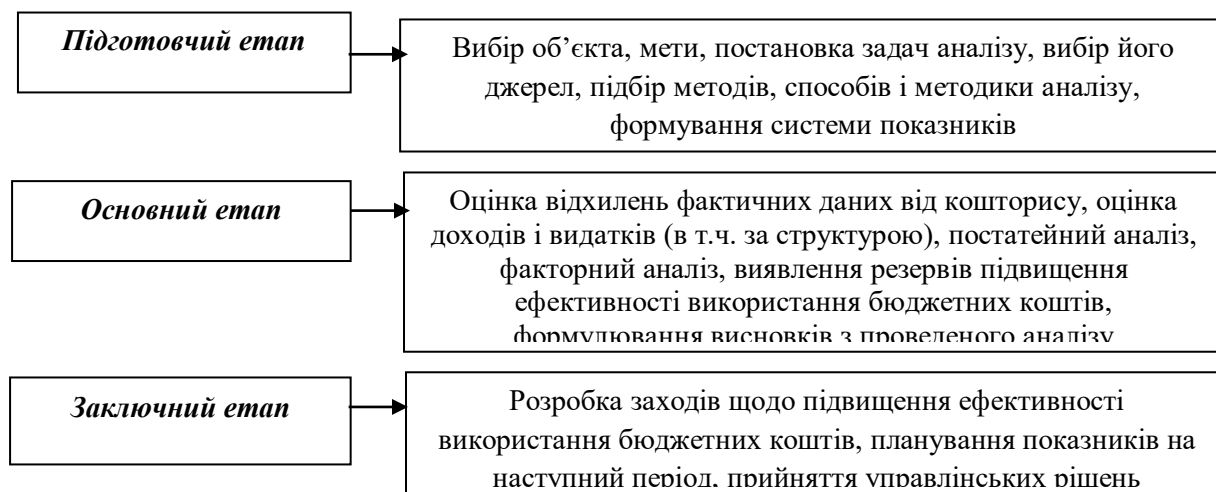 Підготовчий етап
Вибір об’єкта, мети, постановка задач аналізу, вибір його
джерел, підбір методів, способів і методики аналізу,
формування системи показників
Основний етап
Оцінка відхилень фактичних даних від кошторису, оцінка
доходів і видатків (в т.ч. за структурою), постатейний аналіз,
факторний аналіз, виявлення резервів підвищення
ефективності використання бюджетних коштів,
формулювання висновків з проведеного аналізу
Заключний етап
Розробка заходів щодо підвищення ефективності
використання бюджетних коштів, планування показників на
наступний період, прийняття управлінських рішень